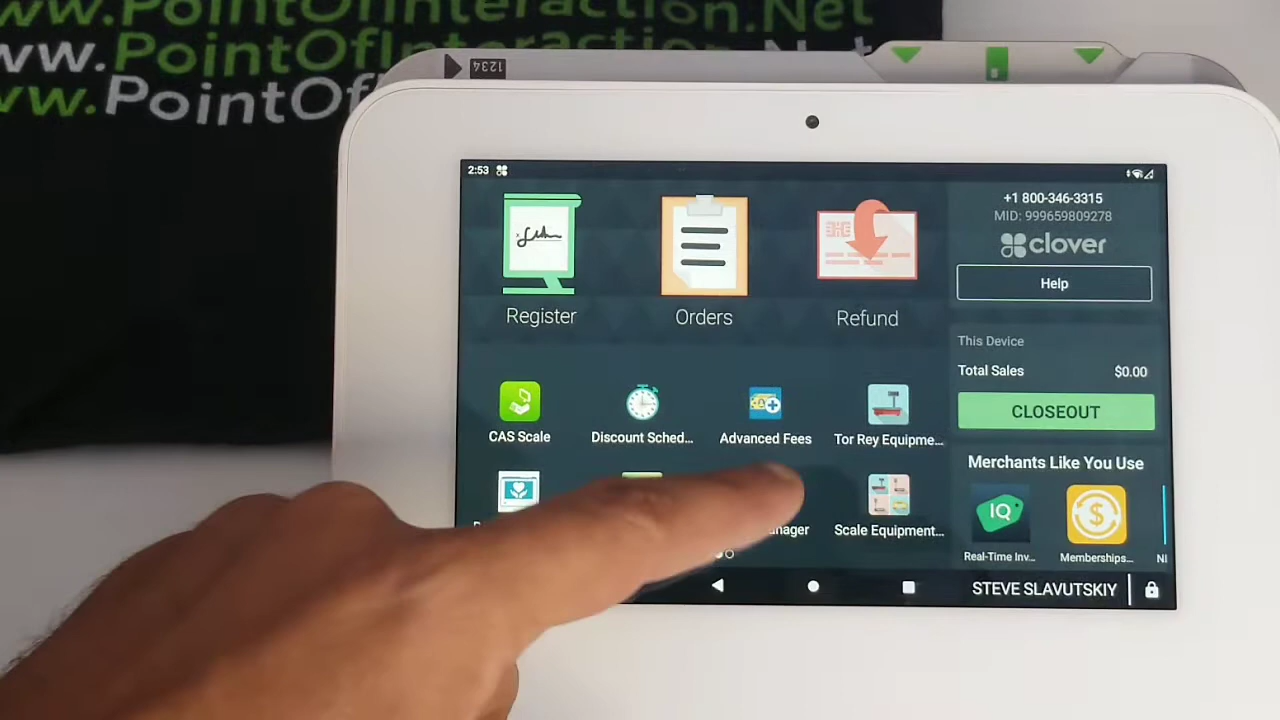 PointOfInteraction.Net
ww.PointOfInteraction.Net
ww.PointOf
1234
2:53
+1 800-346-3315
MID: 999659809278
clover
Help
Register
Orders
Refund
This Device
Total Sales $0.00
CLOSEOUT
CAS Scale
Discount Sched...
Advanced Fees
Tor Rey Equipme...
Merchants Like You Use
IQ
Scale Equipment...
Real-Time Inv...
Memberships...
STEVE SLAVUTSKIY